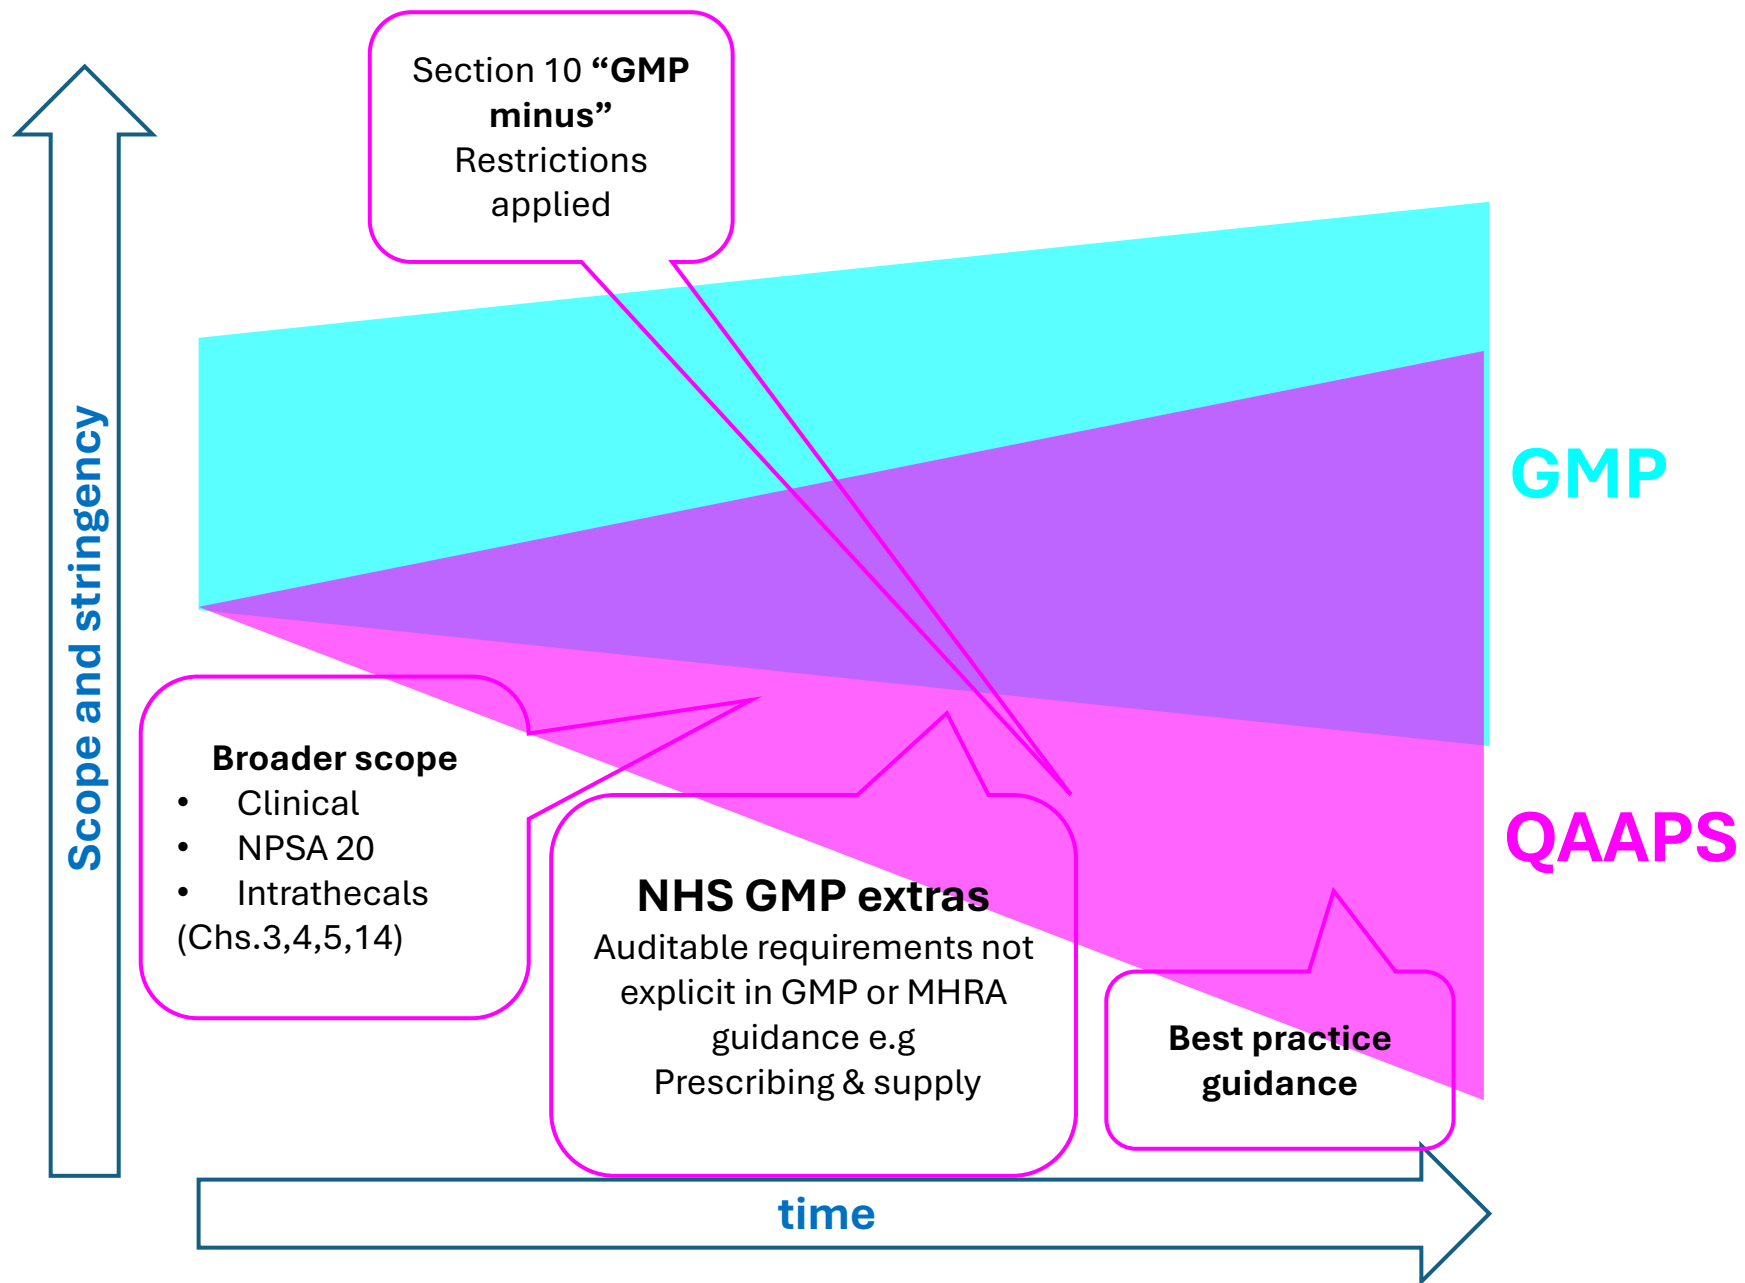 Section 10 “GMP
minus”
Restrictions
applied
Scope and stringency
GMP
QAAPS
Broader scope
• Clinical
• NPSA 20
• Intrathecals
(Chs.3,4,5,14)
NHS GMP extras
Auditable requirements not
explicit in GMP or MHRA
guidance e.g
Prescribing & supply
Best practice
guidance
time